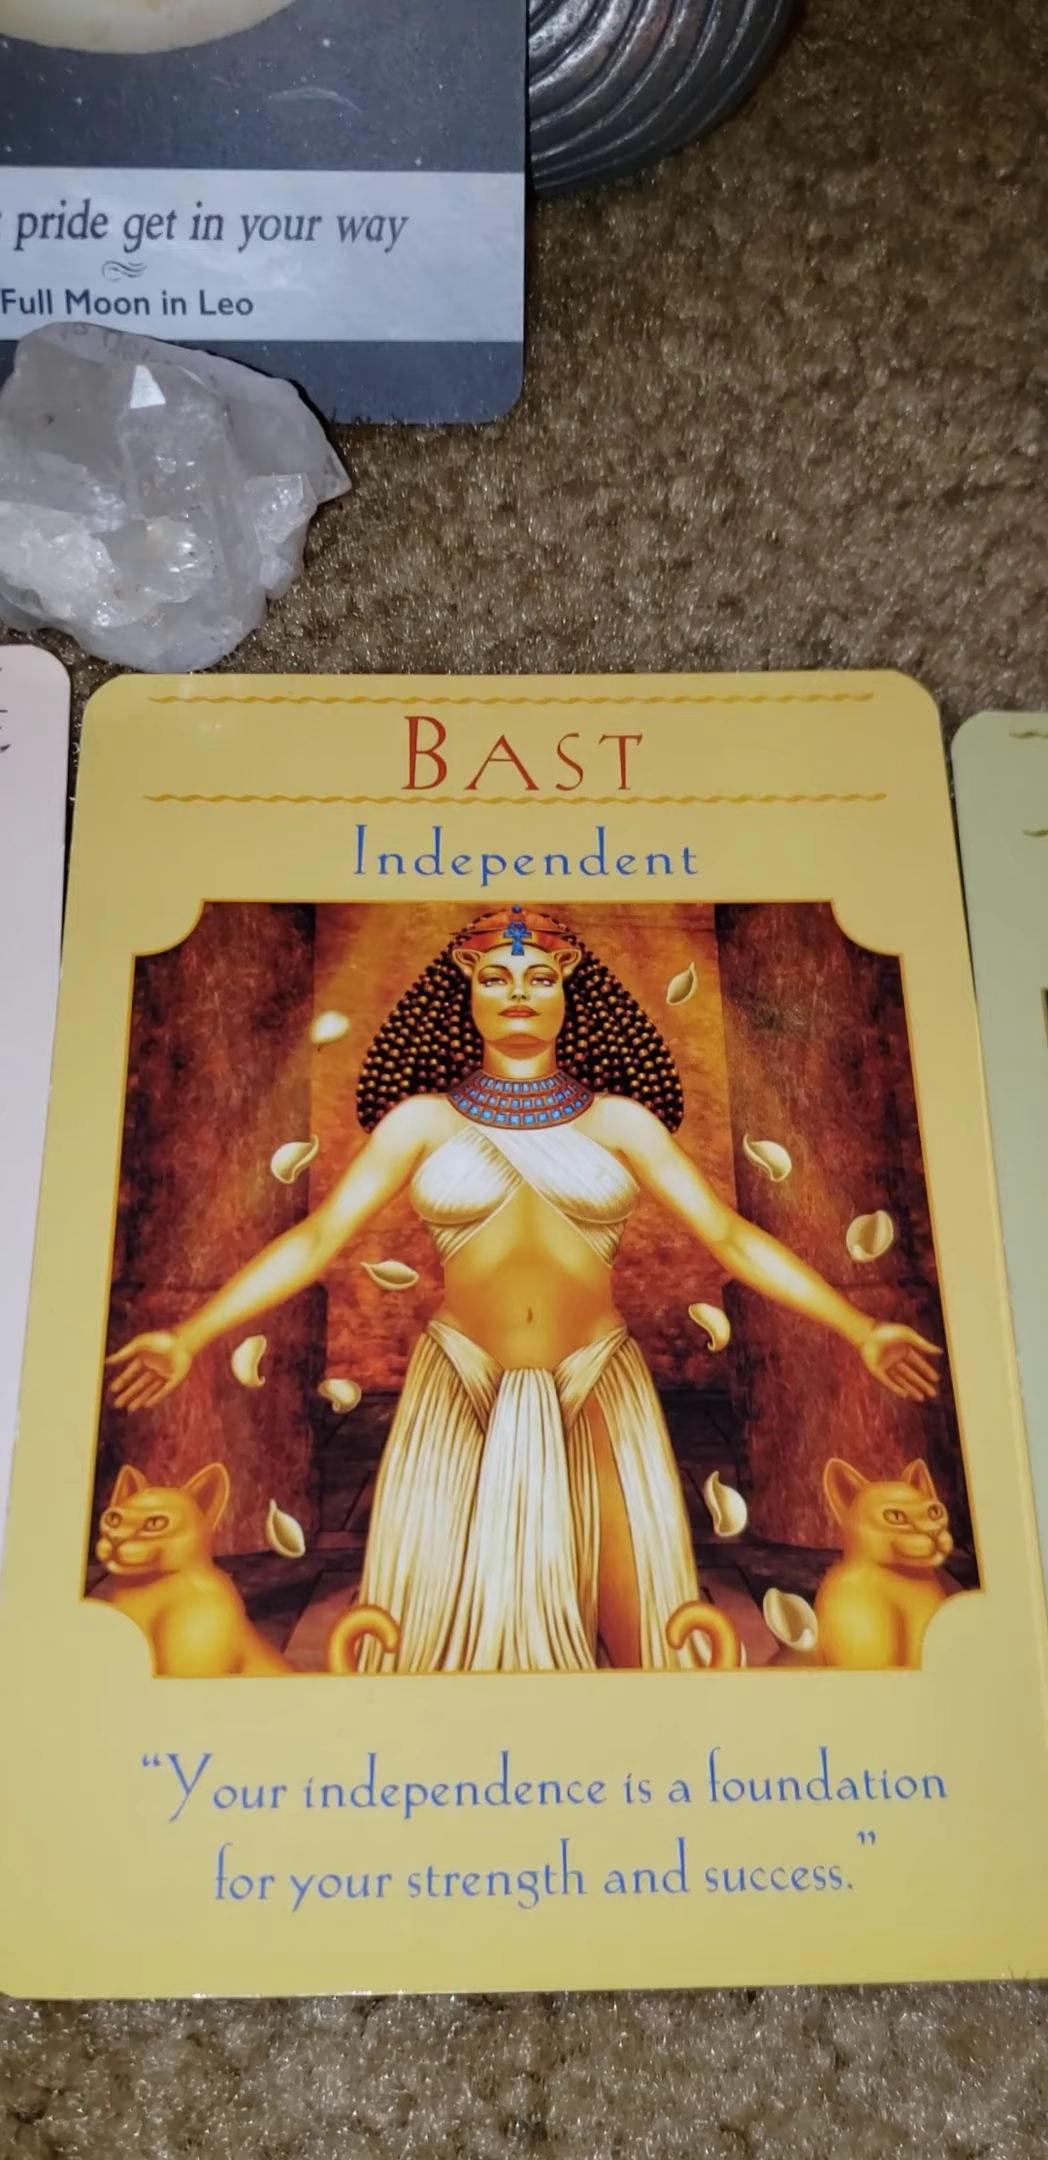 pride get in your way
Full Moon in Leo
BAST
Independent
“Your independence is a foundation
for your strength and success.”